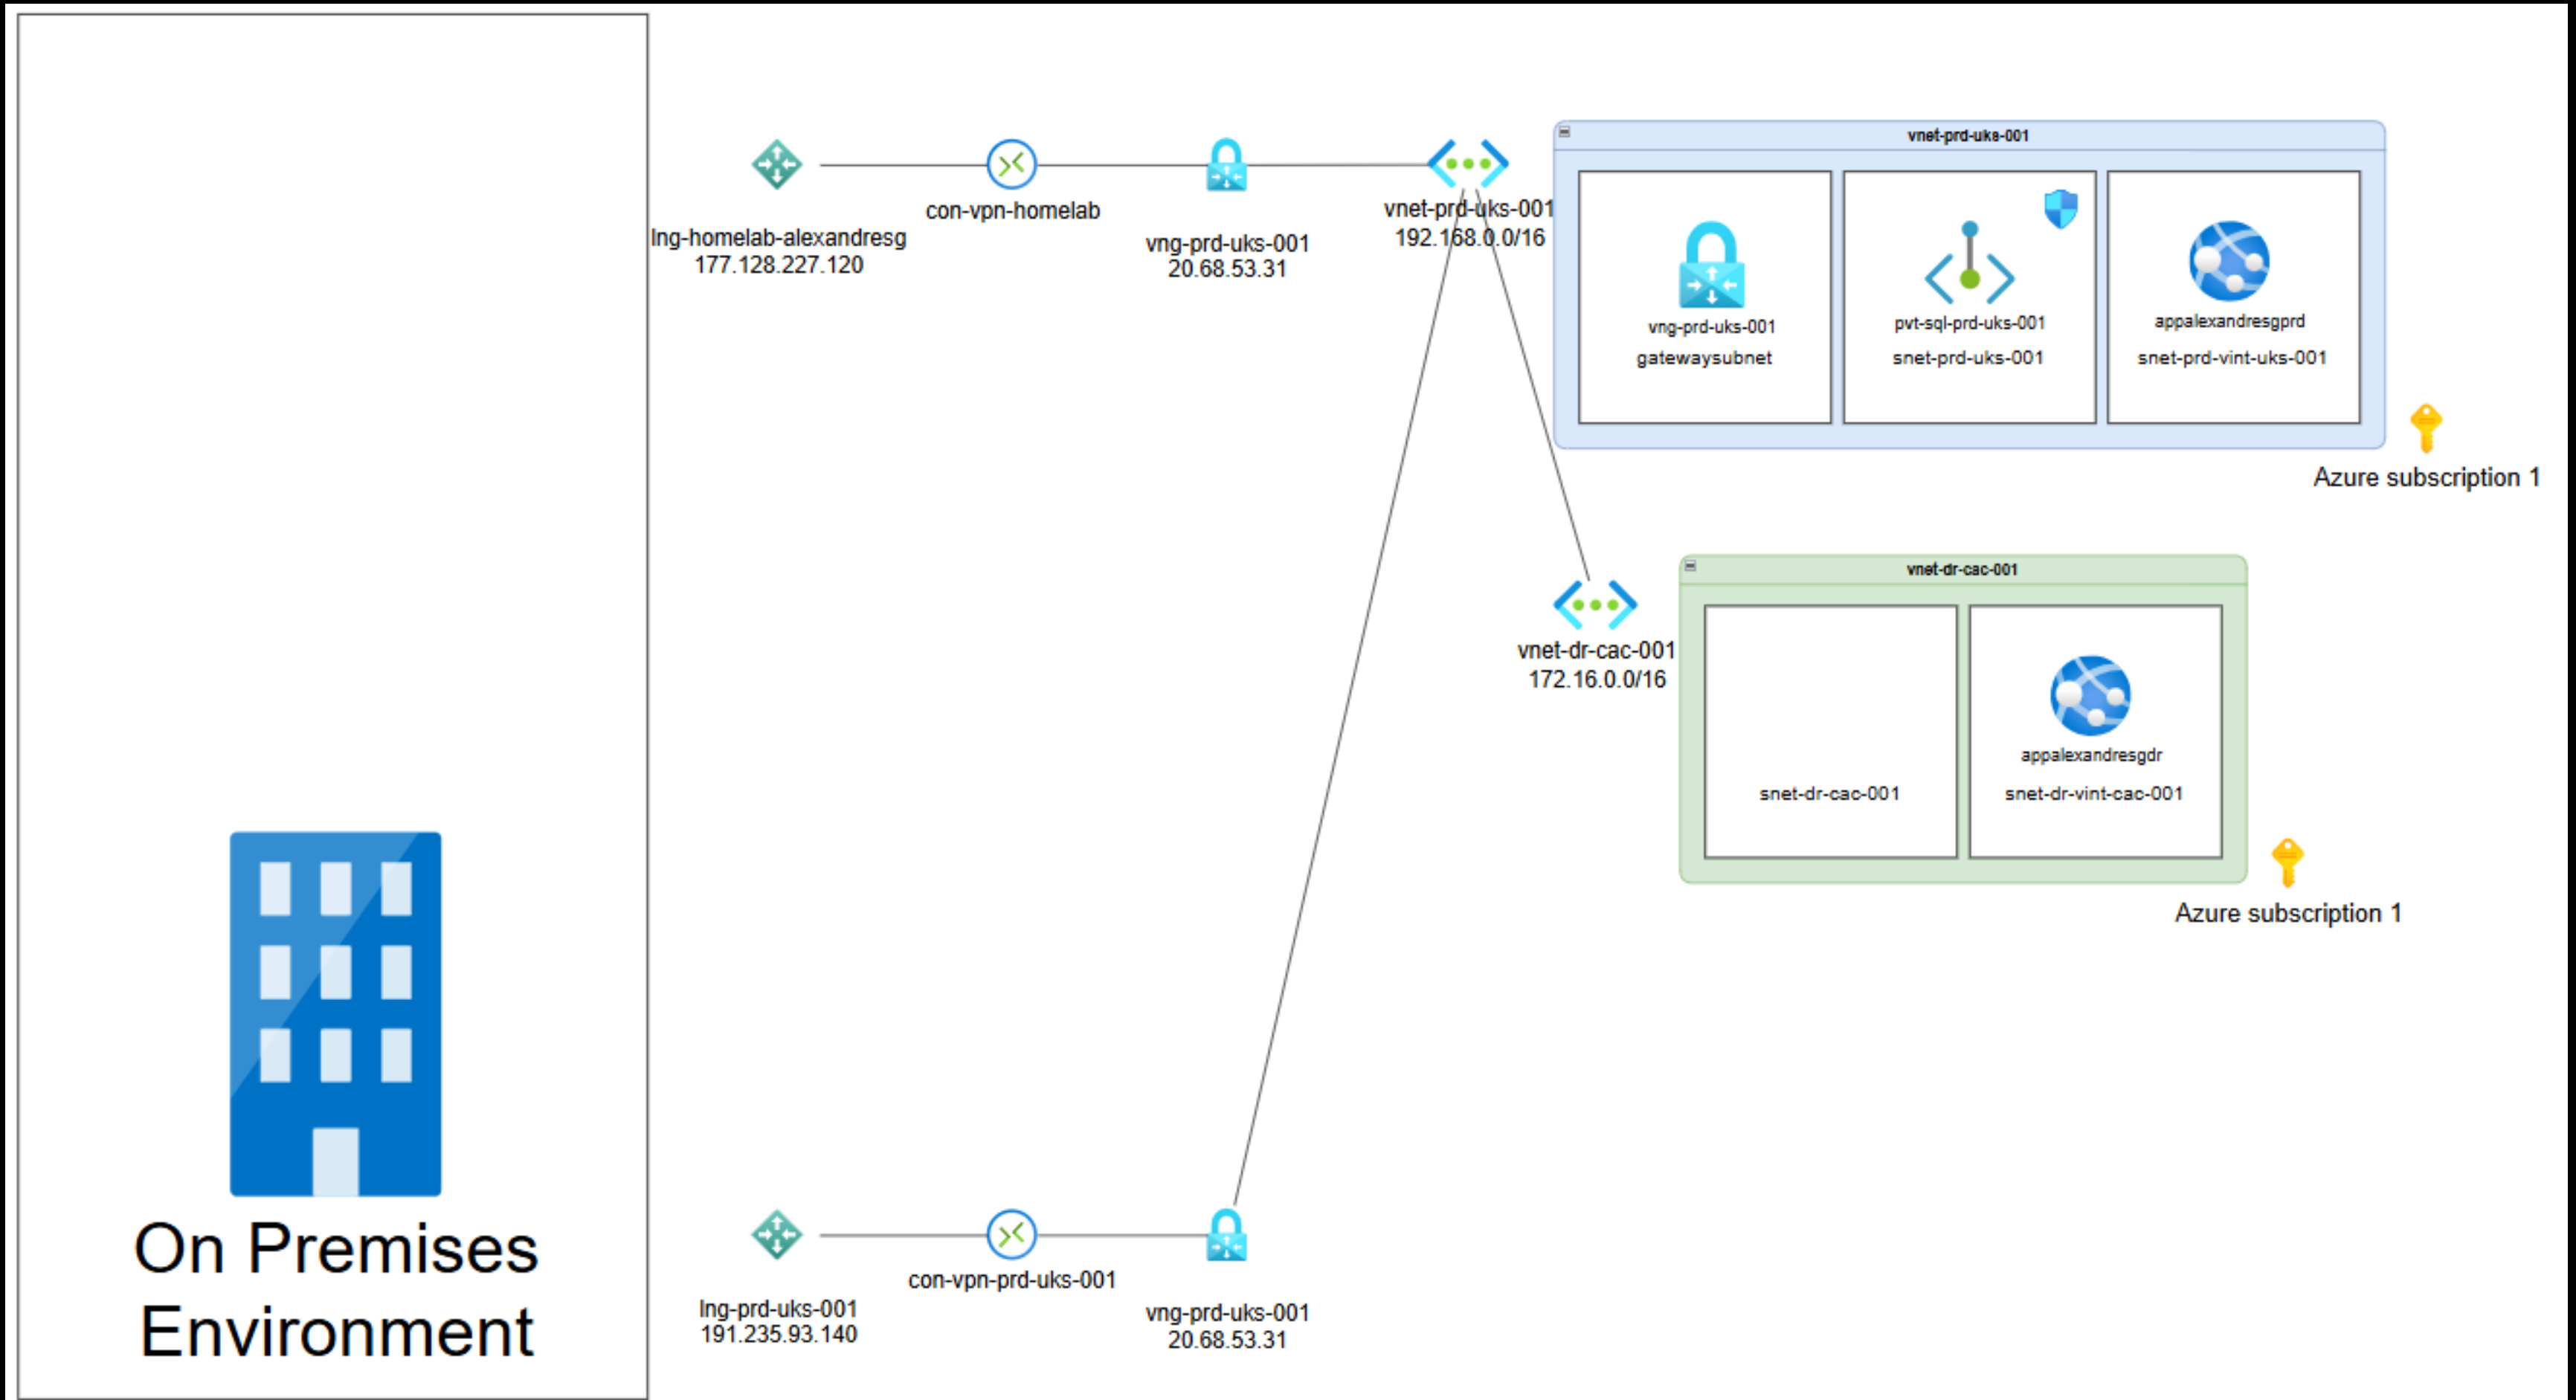 lng-homelab-alexandresg
177.128.227.120
con-vpn-homelab
vng-prd-uks-001
20.68.53.31
vnet-prd-uks-001
192.168.0.0/16
vnet-prd-uks-001
vng-prd-uks-001
gatewaysubnet
pvt-sql-prd-uks-001
snet-prd-uks-001
appalexandresgprd
snet-prd-vint-uks-001
Azure subscription 1
vnet-dr-cac-001
172.16.0.0/16
vnet-dr-cac-001
snet-dr-cac-001
appalexandresgdr
snet-dr-vint-cac-001
Azure subscription 1
On Premises
Environment
lng-prd-uks-001
191.235.93.140
con-vpn-prd-uks-001
vng-prd-uks-001
20.68.53.31